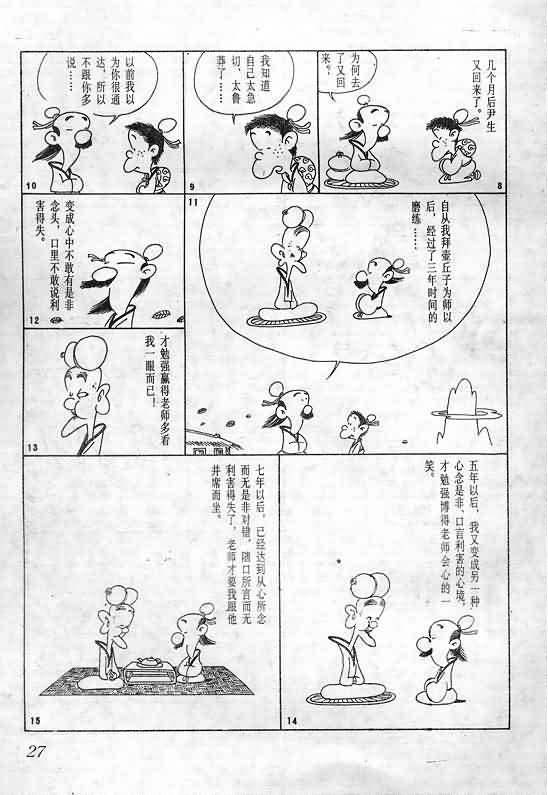 几个月后尹生
又回来了。
8
为何去
了又回
来。
我知道
自己太急
切、太鲁
莽了……
9
以前我以
为你很通
达，所以
不跟你多
说……
10
11
自从我拜壶丘子为师以
后，经过了三年时间的
磨练……
变成心中不敢有是非
念头，口里不敢说利
害得失。
12
才勉强赢得老师多看
我一眼而已！
13
五年以后，我又变成另一种
心念是非、口言利害的心境，
才勉强博得老师会心的一
笑。
14
七年以后，已经达到从心所念
而无是非对错，随口所言而无
利害得失了，老师才要我跟他
并席而坐。
15
27